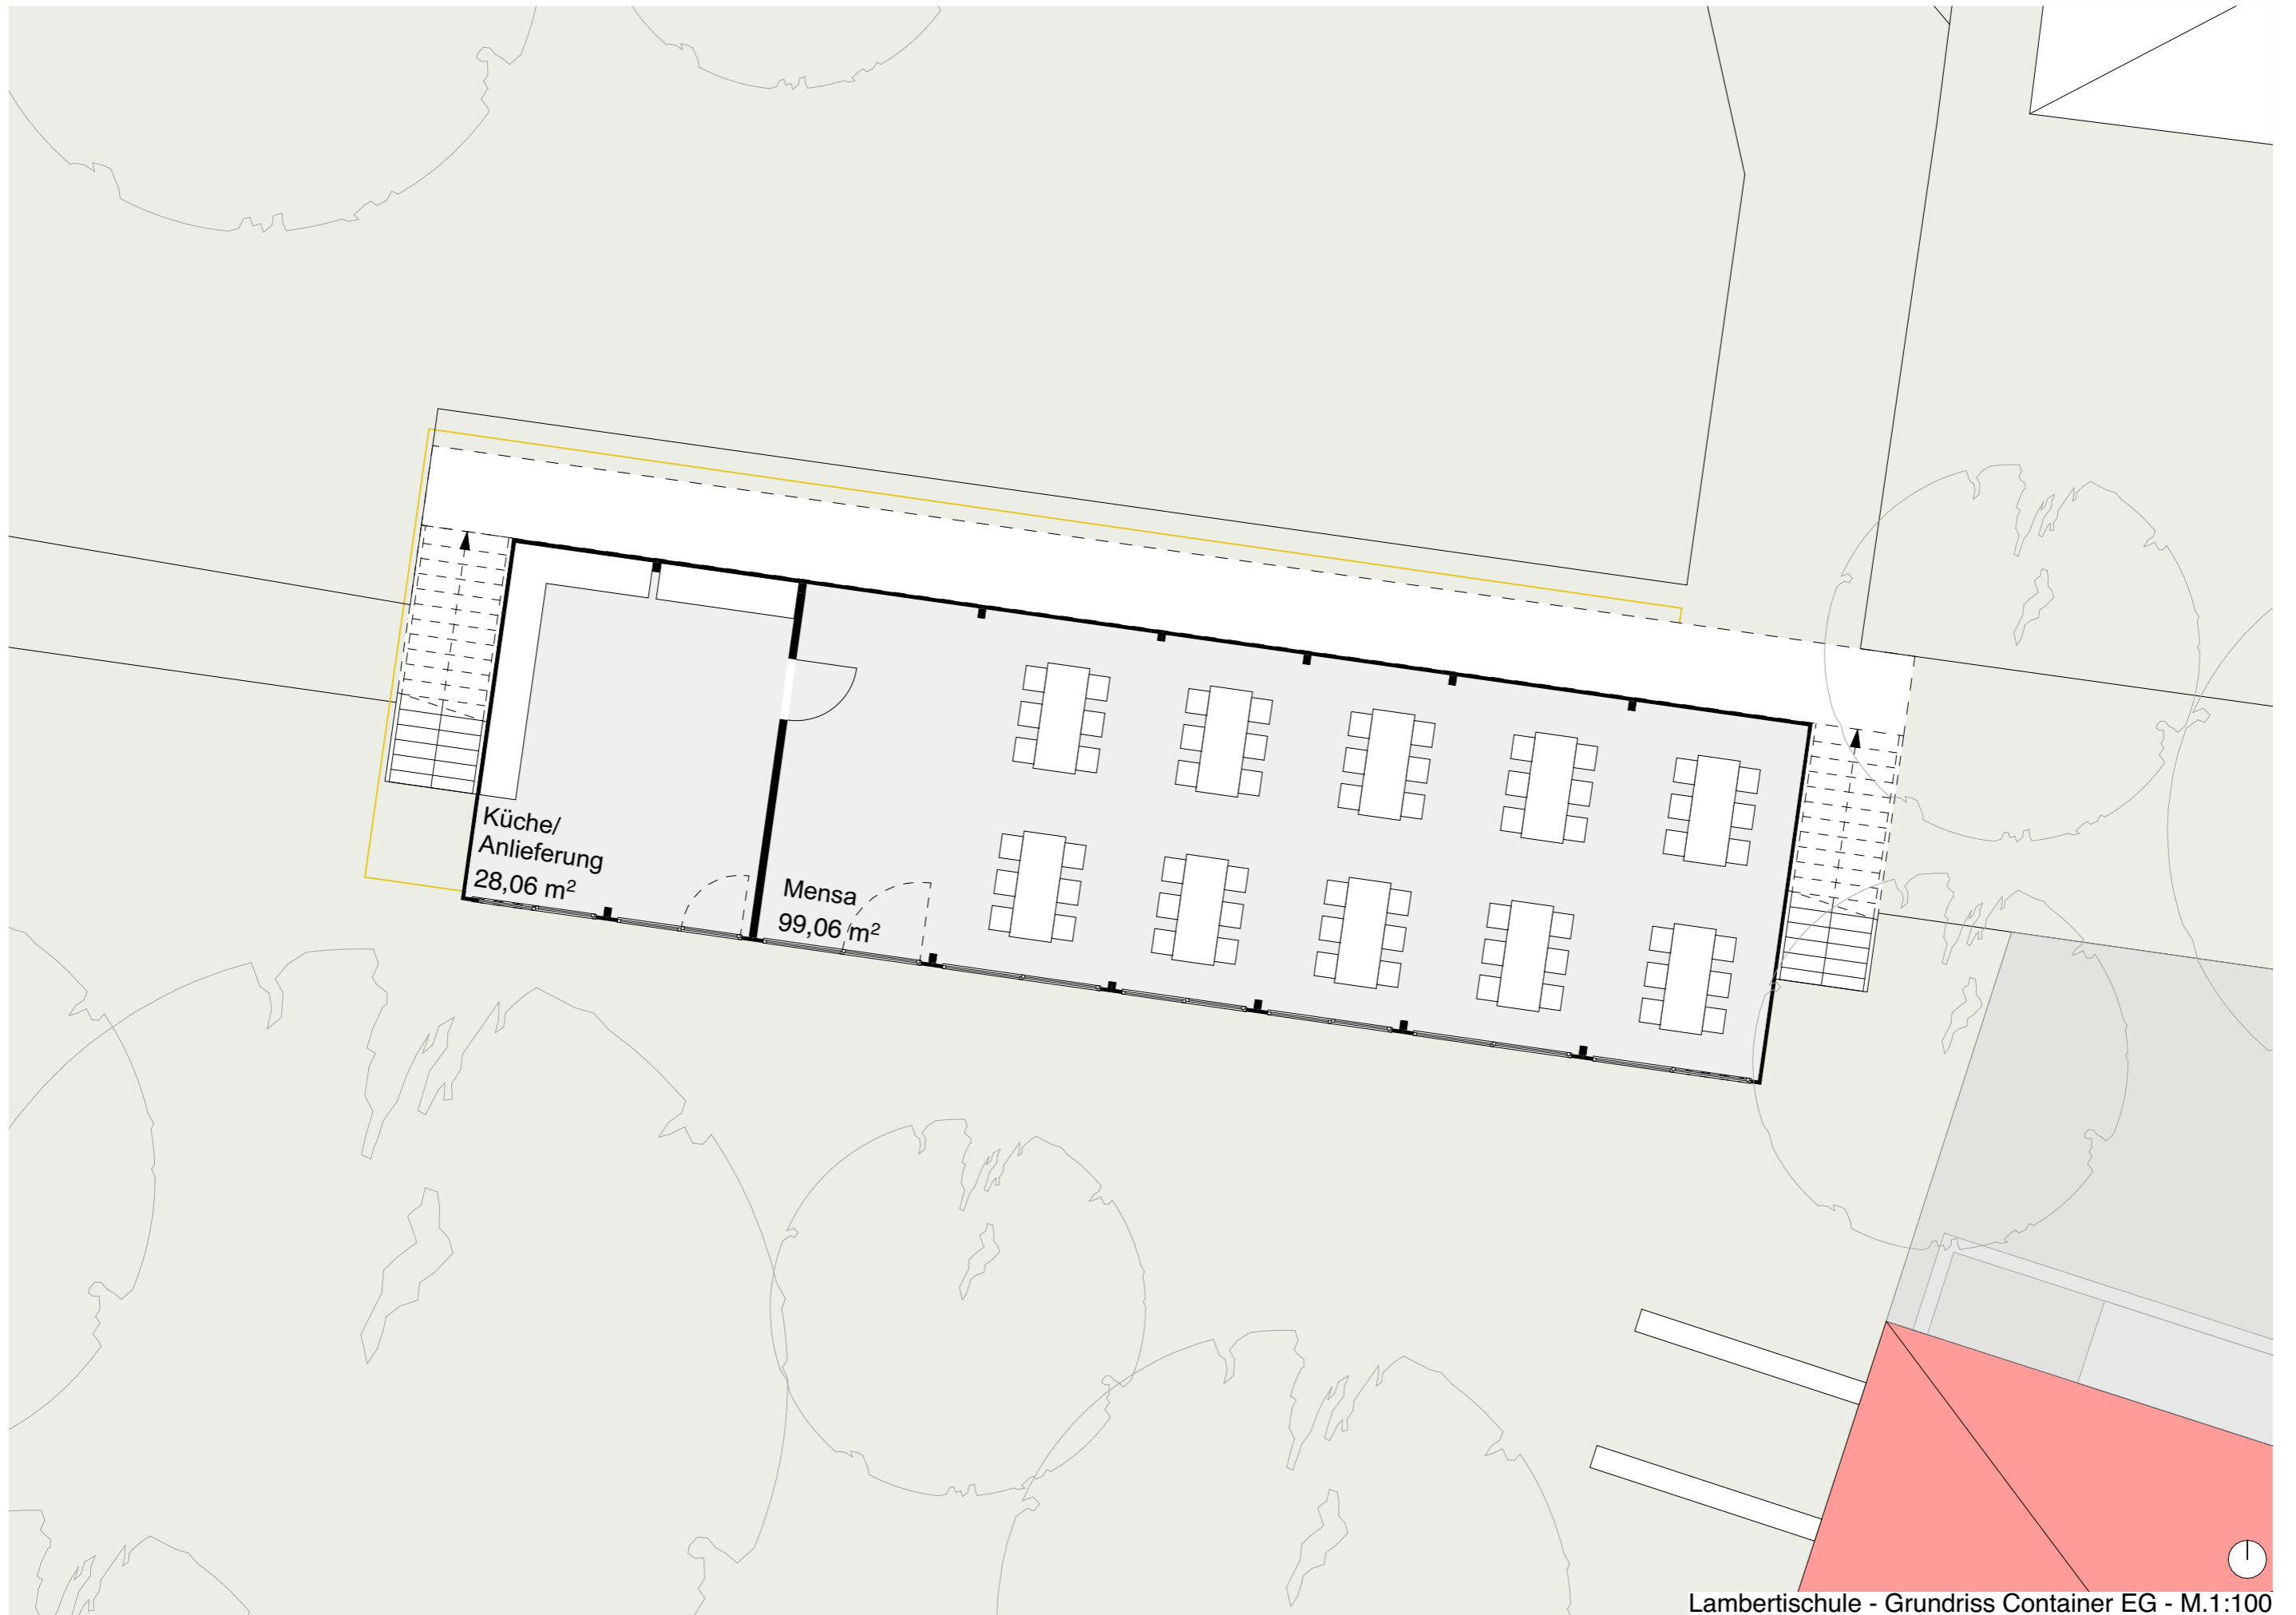 Küche/
Anlieferung
28,06 m²
Mensa
99,06 m²
Lambertischule - Grundriss Container EG - M.1:100